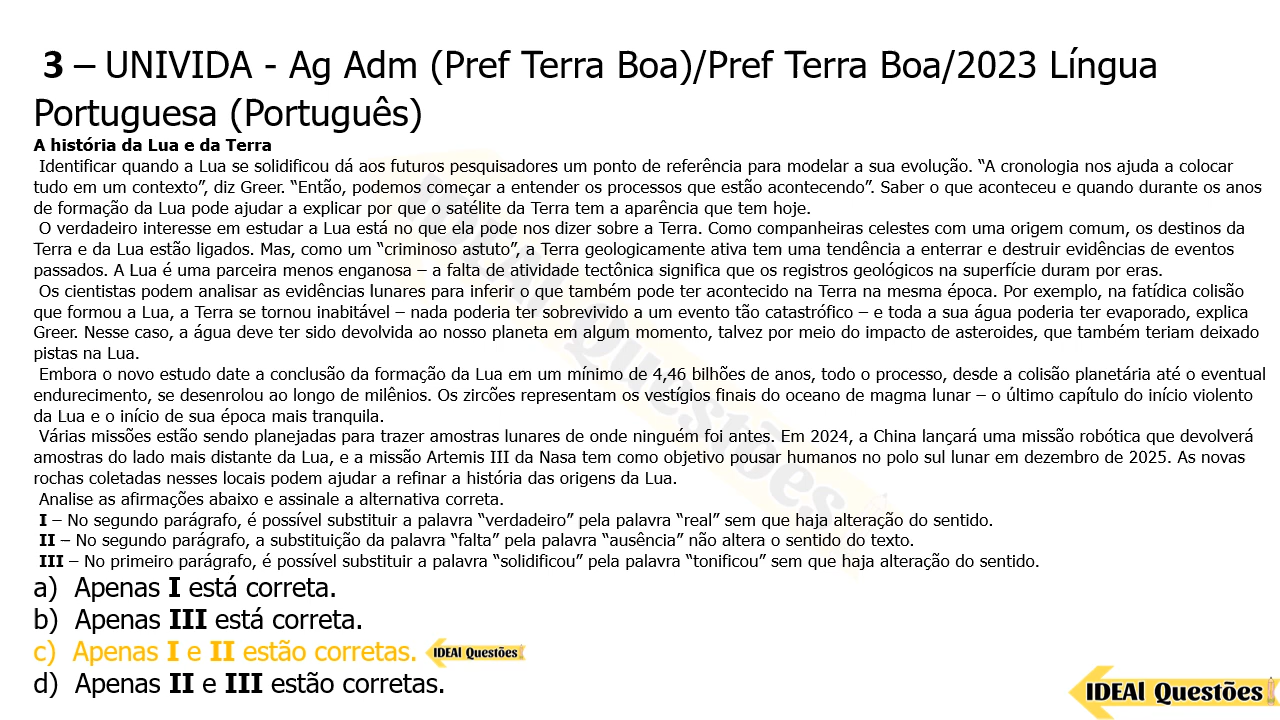 3 – UNIVIDA - Ag Adm (Pref Terra Boa)/Pref Terra Boa/2023 Língua
Portuguesa (Português)
A história da Lua e da Terra
Identificar quando a Lua se solidificou dá aos futuros pesquisadores um ponto de referência para modelar a sua evolução. “A cronologia nos ajuda a colocar
tudo em um contexto”, diz Greer. “Então, podemos começar a entender os processos que estão acontecendo”. Saber o que aconteceu e quando durante os anos
de formação da Lua pode ajudar a explicar por que o satélite da Terra tem a aparência que tem hoje.
O verdadeiro interesse em estudar a Lua está no que ela pode nos dizer sobre a Terra. Como companheiras celestes com uma origem comum, os destinos da
Terra e da Lua estão ligados. Mas, como um “criminoso astuto”, a Terra geologicamente ativa tem uma tendência a enterrar e destruir evidências de eventos
passados. A Lua é uma parceira menos enganosa – a falta de atividade tectônica significa que os registros geológicos na superfície duram por eras.
Os cientistas podem analisar as evidências lunares para inferir o que também pode ter acontecido na Terra na mesma época. Por exemplo, na fatídica colisão
que formou a Lua, a Terra se tornou inabitável – nada poderia ter sobrevivido a um evento tão catastrófico – e toda a sua água poderia ter evaporado, explica
Greer. Nesse caso, a água deve ter sido devolvida ao nosso planeta em algum momento, talvez por meio do impacto de asteroides, que também teriam deixado
pistas na Lua.
Embora o novo estudo date a conclusão da formação da Lua em um mínimo de 4,46 bilhões de anos, todo o processo, desde a colisão planetária até o eventual
endurecimento, se desenrolou ao longo de milênios. Os zircões representam os vestígios finais do oceano de magma lunar – o último capítulo do início violento
da Lua e o início de sua época mais tranquila.
Várias missões estão sendo planejadas para trazer amostras lunares de onde ninguém foi antes. Em 2024, a China lançará uma missão robótica que devolverá
amostras do lado mais distante da Lua, e a missão Artemis III da Nasa tem como objetivo pousar humanos no polo sul lunar em dezembro de 2025. As novas
rochas coletadas nesses locais podem ajudar a refinar a história das origens da Lua.
Analise as afirmações abaixo e assinale a alternativa correta.
I – No segundo parágrafo, é possível substituir a palavra “verdadeiro” pela palavra “real” sem que haja alteração do sentido.
II – No segundo parágrafo, a substituição da palavra “falta” pela palavra “ausência” não altera o sentido do texto.
III – No primeiro parágrafo, é possível substituir a palavra “solidificou” pela palavra “tonificou” sem que haja alteração do sentido.
a) Apenas I está correta.
b) Apenas III está correta.
c) Apenas I e II estão corretas. IDEAl Questões
d) Apenas II e III estão corretas.
IDEAl Questões